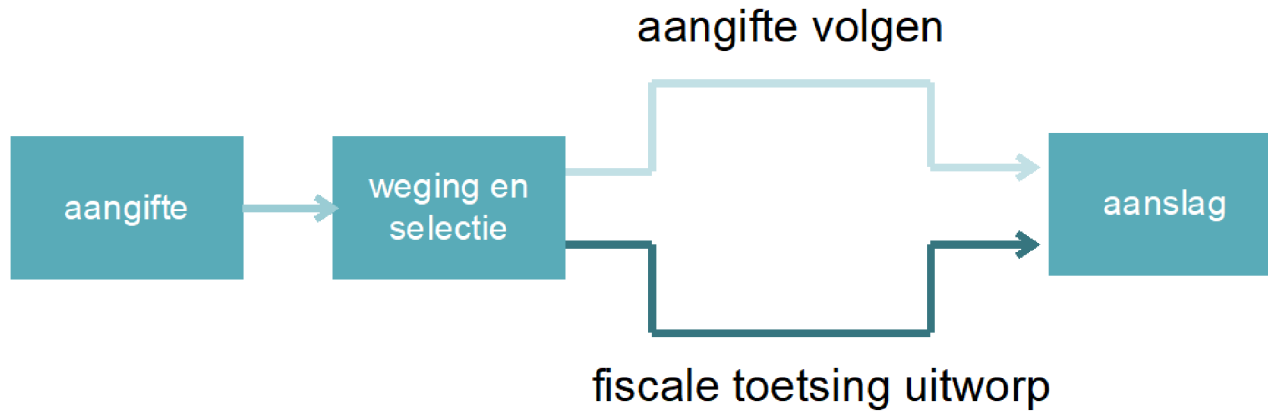 aangifte volgen
aangifte
weging en
selectie
aanslag
fiscale toetsing uitworp